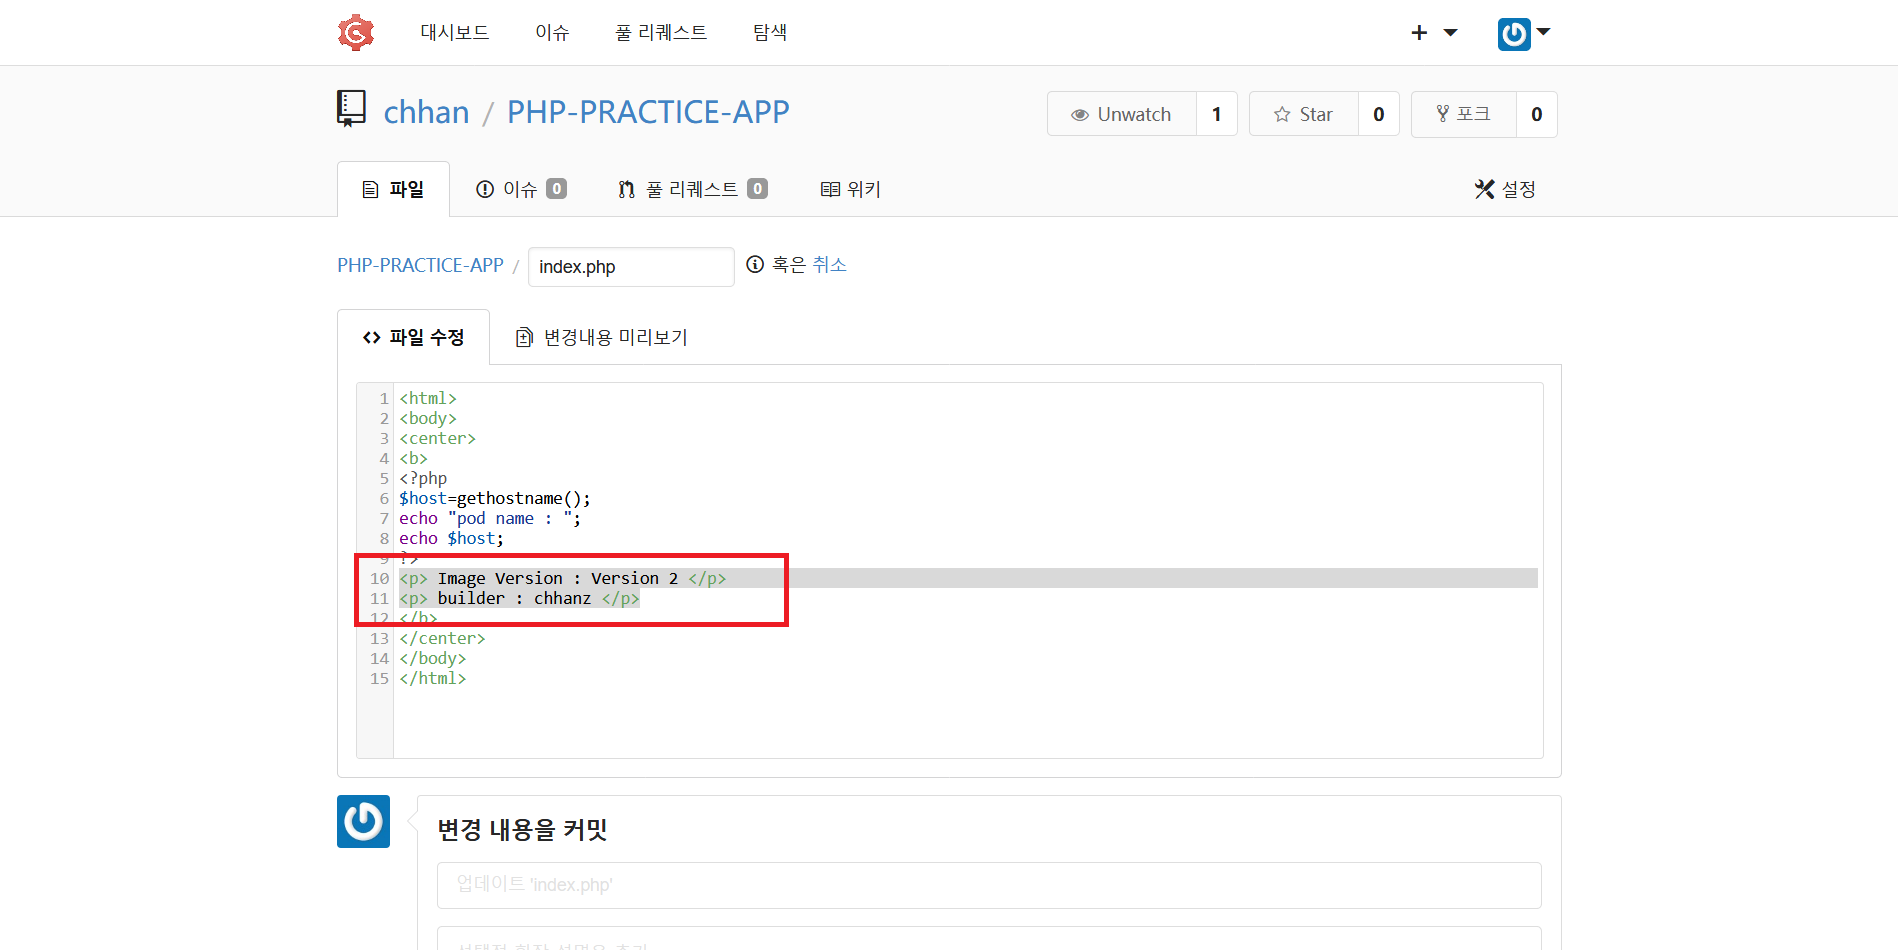 대시보드 이슈 풀 리퀘스트 탐색
chhan / PHP-PRACTICE-APP Unwatch 1 Star 0 포크 0
파일 이슈 0 풀 리퀘스트 0 위키 설정
PHP-PRACTICE-APP / index.php 혹은 취소
파일 수정 변경내용 미리보기
1 <html>
2 <body>
3 <center>
4 <b>
5 <?php
6 $host=gethostname();
7 echo "pod name : ";
8 echo $host;
9 ?>
10 <p> Image Version : Version 2 </p>
11 <p> builder : chhanz </p>
12 </b>
13 </center>
14 </body>
15 </html>
변경 내용을 커밋
업데이트 'index.php'